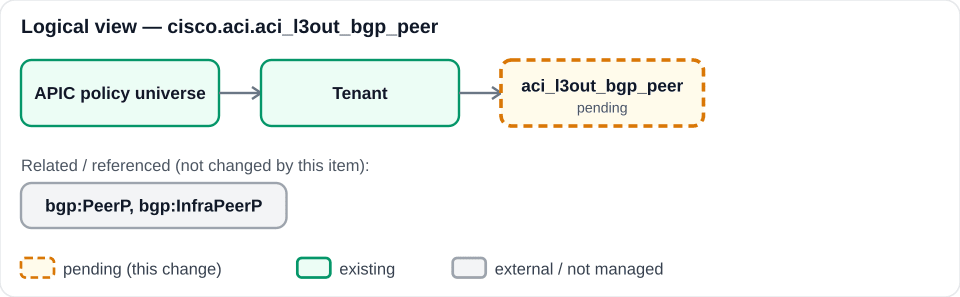 Logical view — cisco.aci.aci_l3out_bgp_peer
APIC policy universe
Tenant
aci_l3out_bgp_peer
pending
Related / referenced (not changed by this item):
bgp:PeerP, bgp:InfraPeerP
pending (this change)
existing
external / not managed